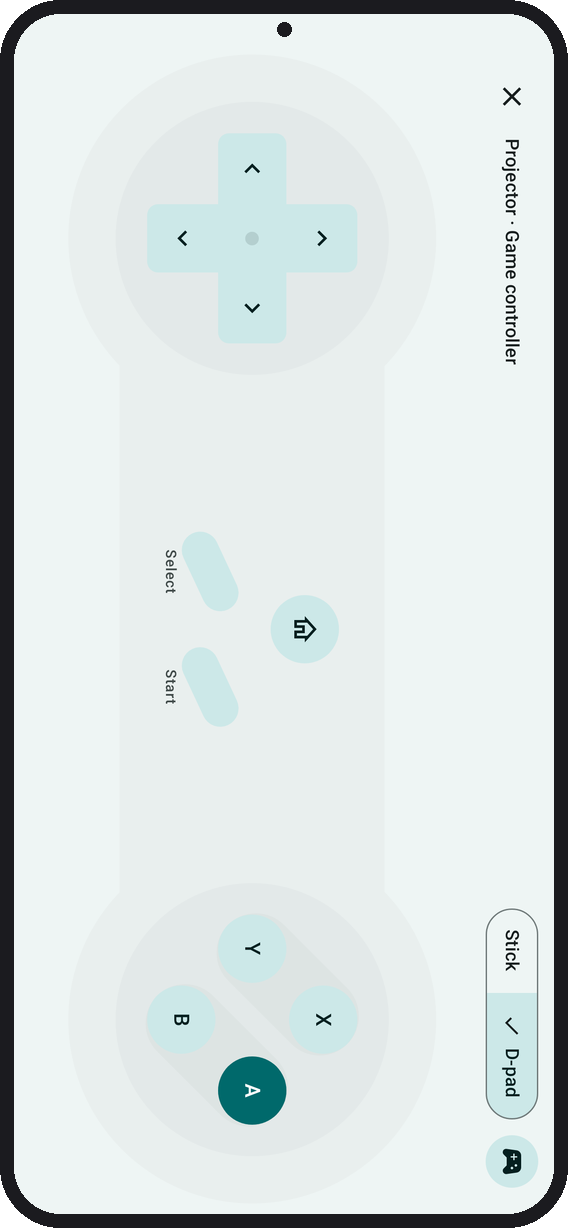 Projector · Game controller
Stick
D-pad
Select
Start
X
Y
A
B